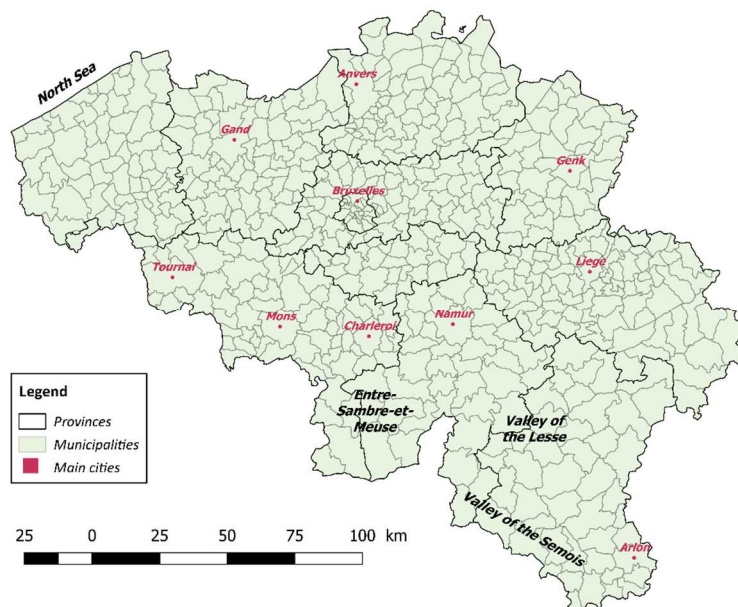 North Sea
Anvers
Gand
Genk
Bruxelles
Tournai
Liège
Mons
Charleroi
Namur
Entre-
Sambre-et-
Meuse
Valley of
the Lesse
Valley of the Semois
Arlon
Legend
Provinces
Municipalities
Main cities
25 0 25 50 75 100 km